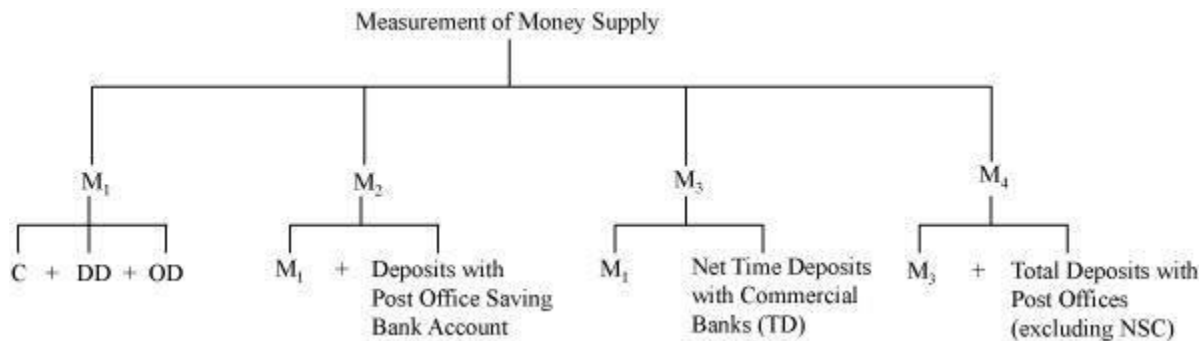 Measurement of Money Supply
M₁ M₂ M₃ M₄
C + DD + OD
M₁ + Deposits with
Post Office Saving
Bank Account
M₁ Net Time Deposits
with Commercial
Banks (TD)
M₃ + Total Deposits with
Post Offices
(excluding NSC)